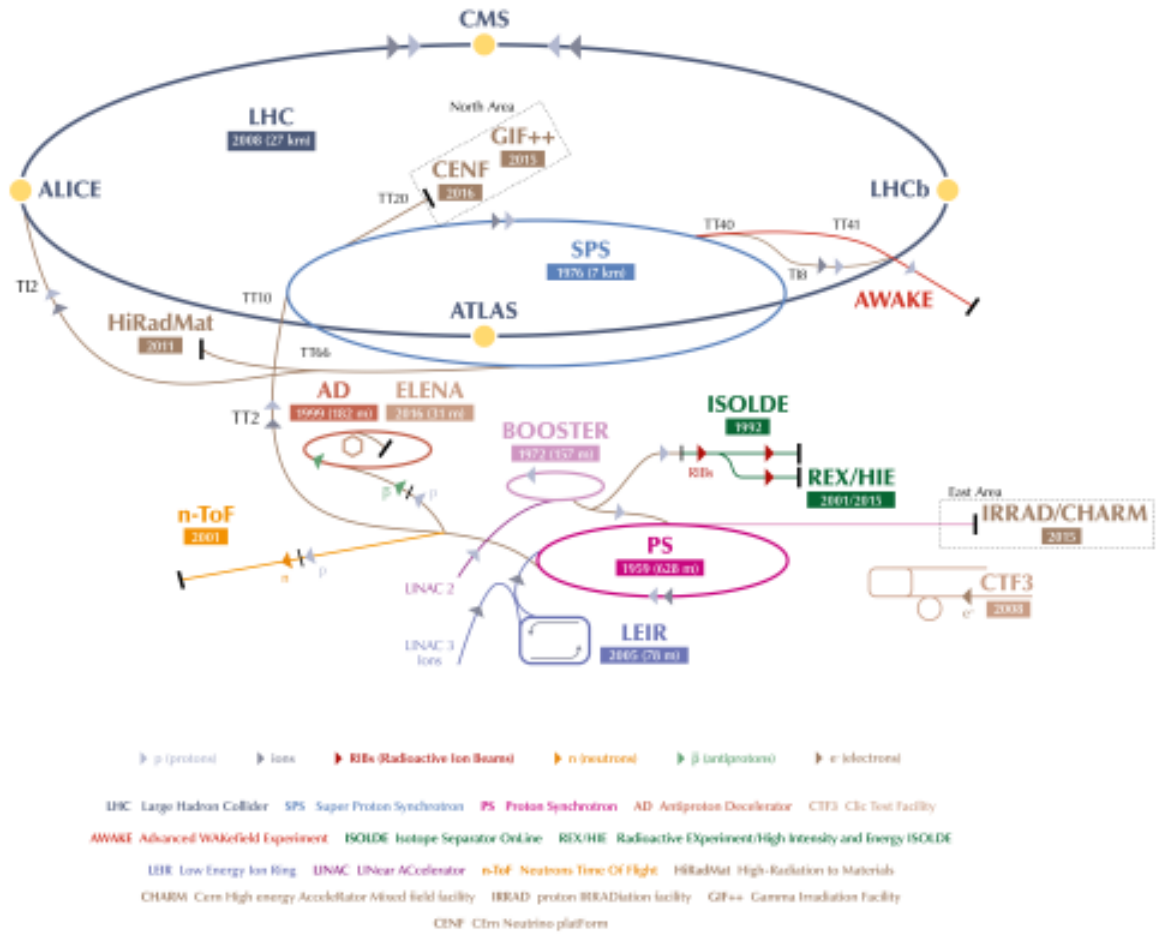 CMS
LHC
2008 (27 km)
North Area
GIF++
2015
CENF
2016
ALICE
LHCb
TT20
TT40
TT41
SPS
1976 (7 km)
TI8
TI2
TT10
ATLAS
AWAKE
HiRadMat
2011
TT66
AD
1999 (182 m)
ELENA
2016 (31 m)
TT2
BOOSTER
1972 (157 m)
ISOLDE
1992
RIBs
REX/HIE
2001/2015
p
p
East Area
n-ToF
2001
IRRAD/CHARM
2015
PS
1959 (628 m)
n
p
LINAC 2
CTF3
2008
e-
LINAC 3
Ions
LEIR
2005 (78 m)
p (protons) ions RIBs (Radioactive Ion Beams) n (neutrons) p (antiprotons) e- (electrons)
LHC Large Hadron Collider SPS Super Proton Synchrotron PS Proton Synchrotron AD Antiproton Decelerator CTF3 Clic Test Facility
AWAKE Advanced WAKefield Experiment ISOLDE Isotope Separator OnLine REX/HIE Radioactive EXperiment/High Intensity and Energy ISOLDE
LEIR Low Energy Ion Ring LINAC LINear ACcelerator n-ToF Neutrons Time Of Flight HiRadMat High-Radiation to Materials
CHARM Cern High energy AcceleRator Mixed field facility IRRAD proton IRRADiation facility GIF++ Gamma Irradiation Facility
CENF CErn Neutrino platForm